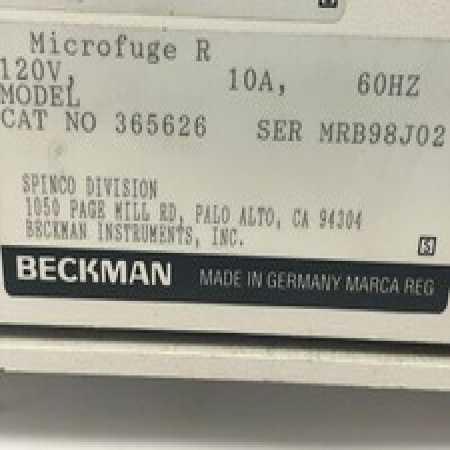 Microfuge R
120V, 10A, 60HZ
MODEL
CAT NO 365626 SER MRB98J02
SPINCO DIVISION
1050 PAGE MILL RD, PALO ALTO, CA 94304
BECKMAN INSTRUMENTS, INC.
S
BECKMAN MADE IN GERMANY MARCA REG